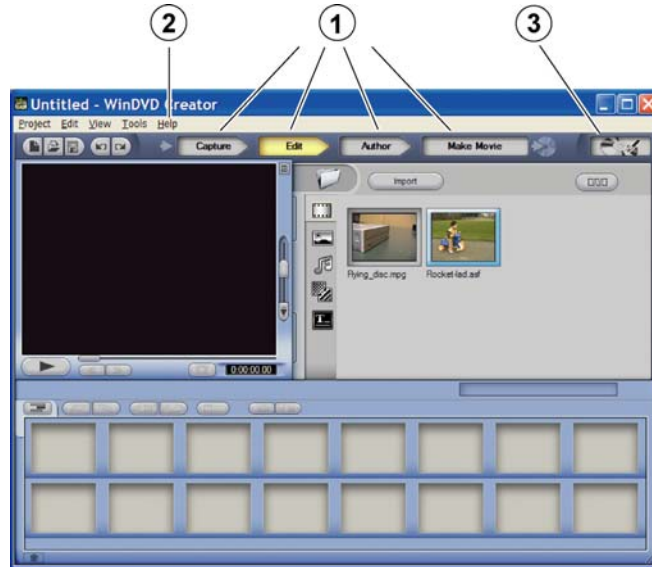 2 1 3
Untitled - WinDVD Creator
Project Edit View Tools Help
Capture Edit Author Make Movie
Import
Flying_disc.mpg Rocket-lad.asf
0:00:00.00